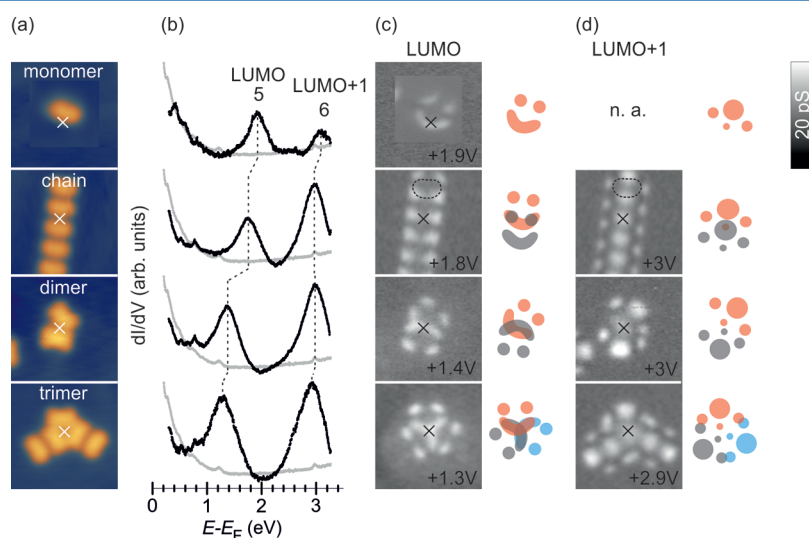 (a)
(b)
(c)
(d)
LUMO
LUMO+1
monomer
LUMO
5
LUMO+1
6
n. a.
20 pS
+1.9V
chain
+1.8V
+3V
dimer
+1.4V
+3V
trimer
+1.3V
+2.9V
dI/dV (arb. units)
0 1 2 3
E-E_F (eV)